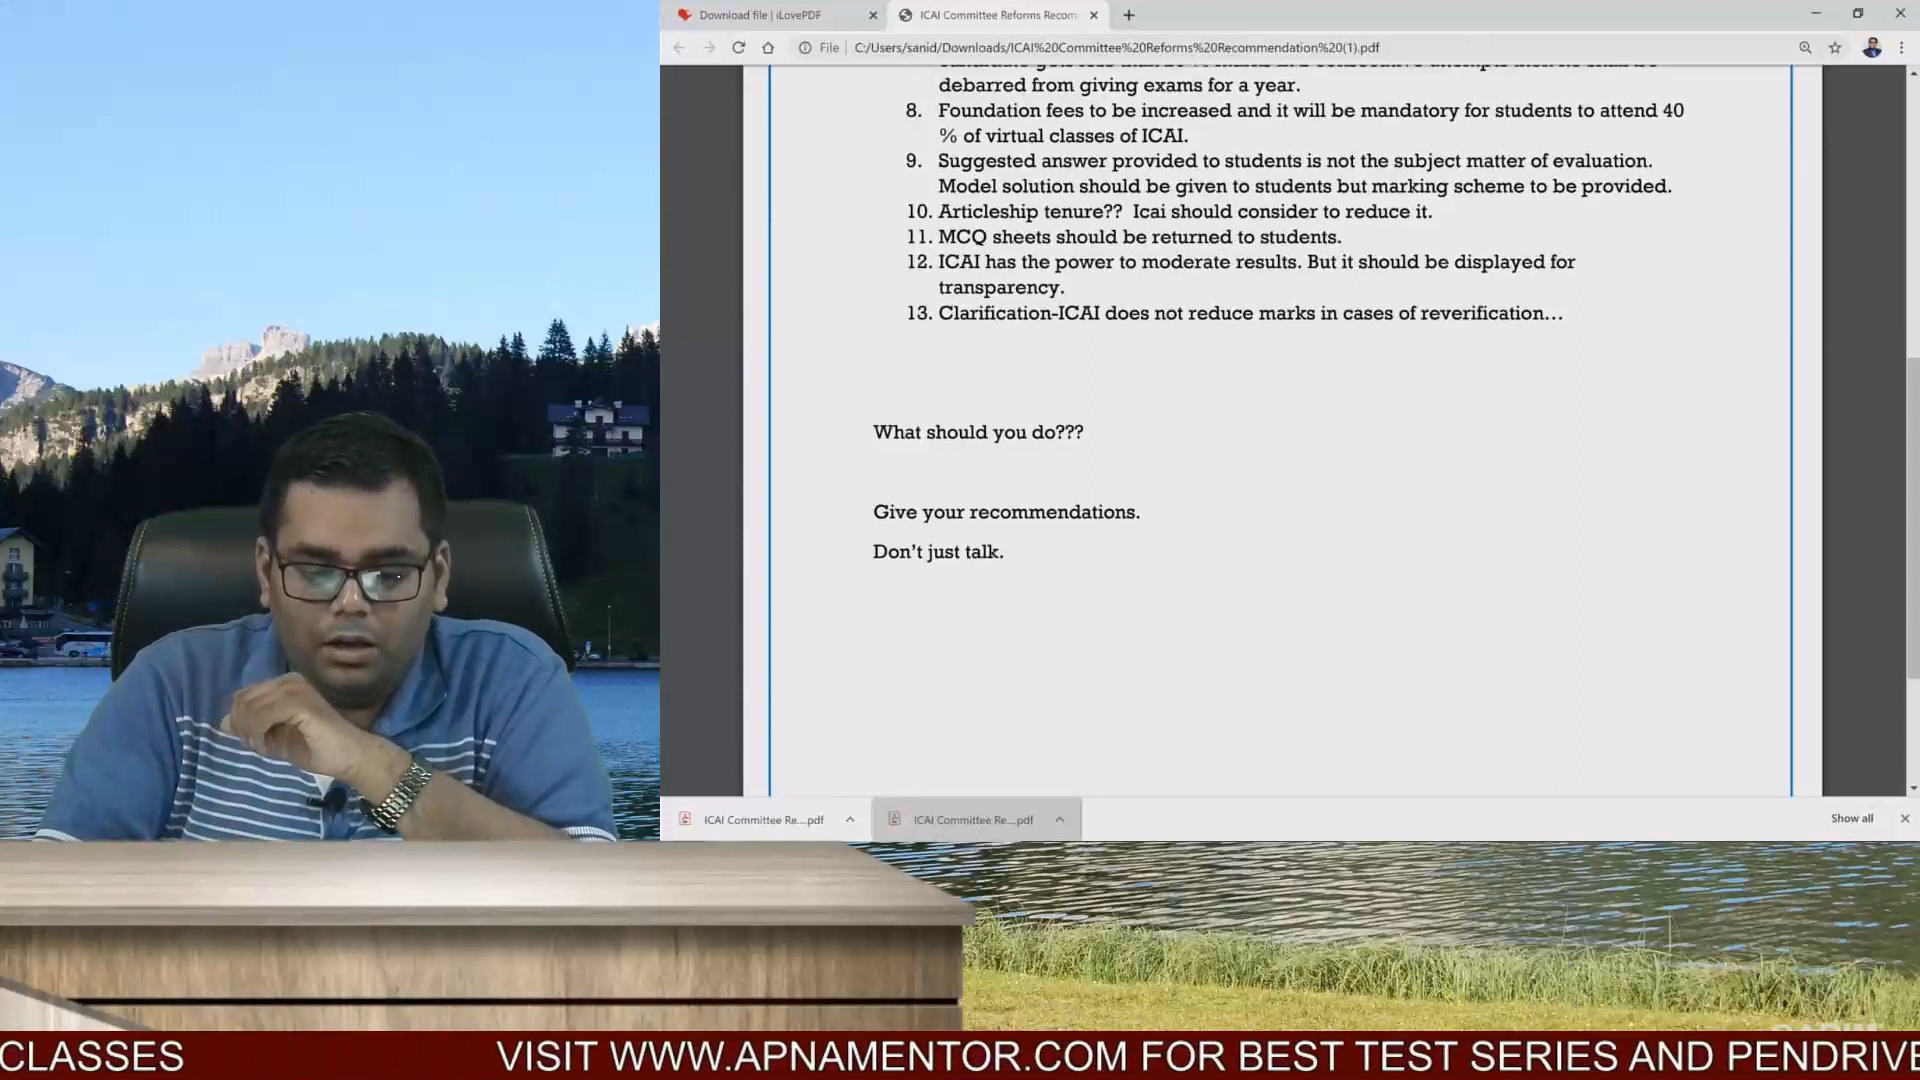 Download file | iLovePDF
ICAI Committee Reforms Recom
File
C:/Users/sanid/Downloads/ICAI%20Committee%20Reforms%20Recommendation%20(1).pdf
debarred from giving exams for a year.
8. Foundation fees to be increased and it will be mandatory for students to attend 40
% of virtual classes of ICAI.
9. Suggested answer provided to students is not the subject matter of evaluation.
Model solution should be given to students but marking scheme to be provided.
10. Articleship tenure?? Icai should consider to reduce it.
11. MCQ sheets should be returned to students.
12. ICAI has the power to moderate results. But it should be displayed for
transparency.
13. Clarification-ICAI does not reduce marks in cases of reverification...
What should you do???
Give your recommendations.
Don't just talk.
ICAI Committee Re....pdf
ICAI Committee Re....pdf
Show all
CLASSES VISIT WWW.APNAMENTOR.COM FOR BEST TEST SERIES AND PENDRIVE